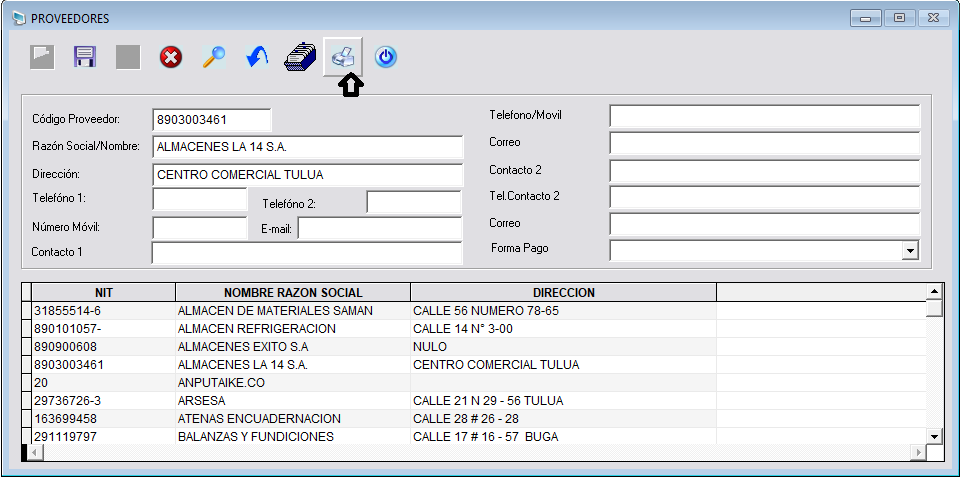 PROVEEDORES
Código Proveedor: 8903003461
Razón Social/Nombre: ALMACENES LA 14 S.A.
Dirección: CENTRO COMERCIAL TULUA
Telefóno 1: Telefóno 2:
Número Móvil: E-mail:
Contacto 1
Telefono/Movil
Correo
Contacto 2
Tel.Contacto 2
Correo
Forma Pago
NIT NOMBRE RAZON SOCIAL DIRECCION
31855514-6 ALMACEN DE MATERIALES SAMAN CALLE 56 NUMERO 78-65
890101057- ALMACEN REFRIGERACION CALLE 14 N° 3-00
890900608 ALMACENES EXITO S.A NULO
8903003461 ALMACENES LA 14 S.A. CENTRO COMERCIAL TULUA
20 ANPUTAIKE.CO
29736726-3 ARSESA CALLE 21 N 29 - 56 TULUA
163699458 ATENAS ENCUADERNACION CALLE 28 # 26 - 28
291119797 BALANZAS Y FUNDICIONES CALLE 17 # 16 - 57 BUGA